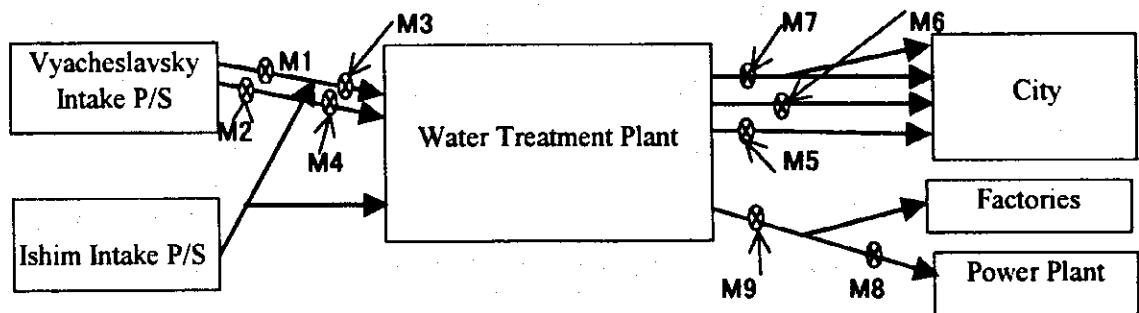 Vyacheslavsky
Intake P/S
M1
M3
M2
M4
Ishim Intake P/S
Water Treatment Plant
M7
M6
M5
M9
M8
City
Factories
Power Plant